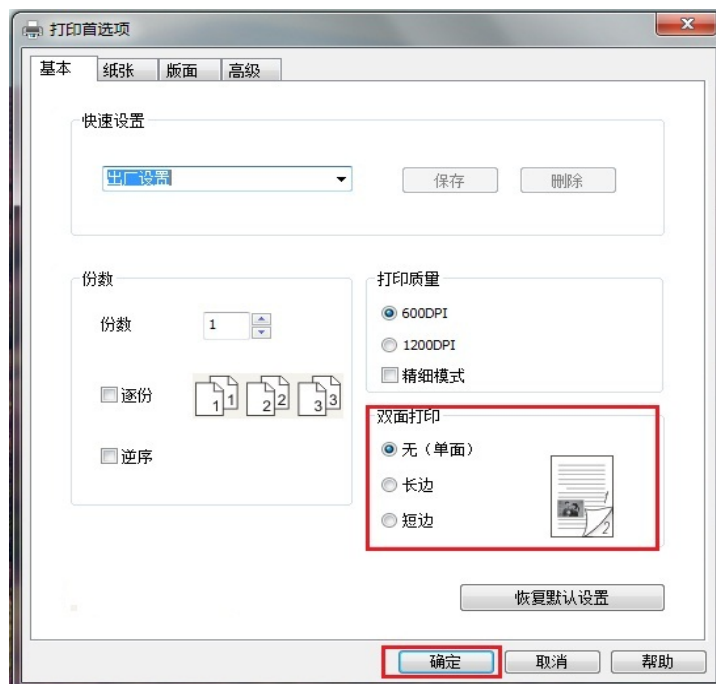 打印首选项
基本 纸张 版面 高级
快速设置
出厂设置 保存 删除
份数
份数 1
逐份 1 1 2 2 3 3
逆序
打印质量
600DPI
1200DPI
精细模式
双面打印
无（单面）
长边
短边
1
2
恢复默认设置
确定 取消 帮助